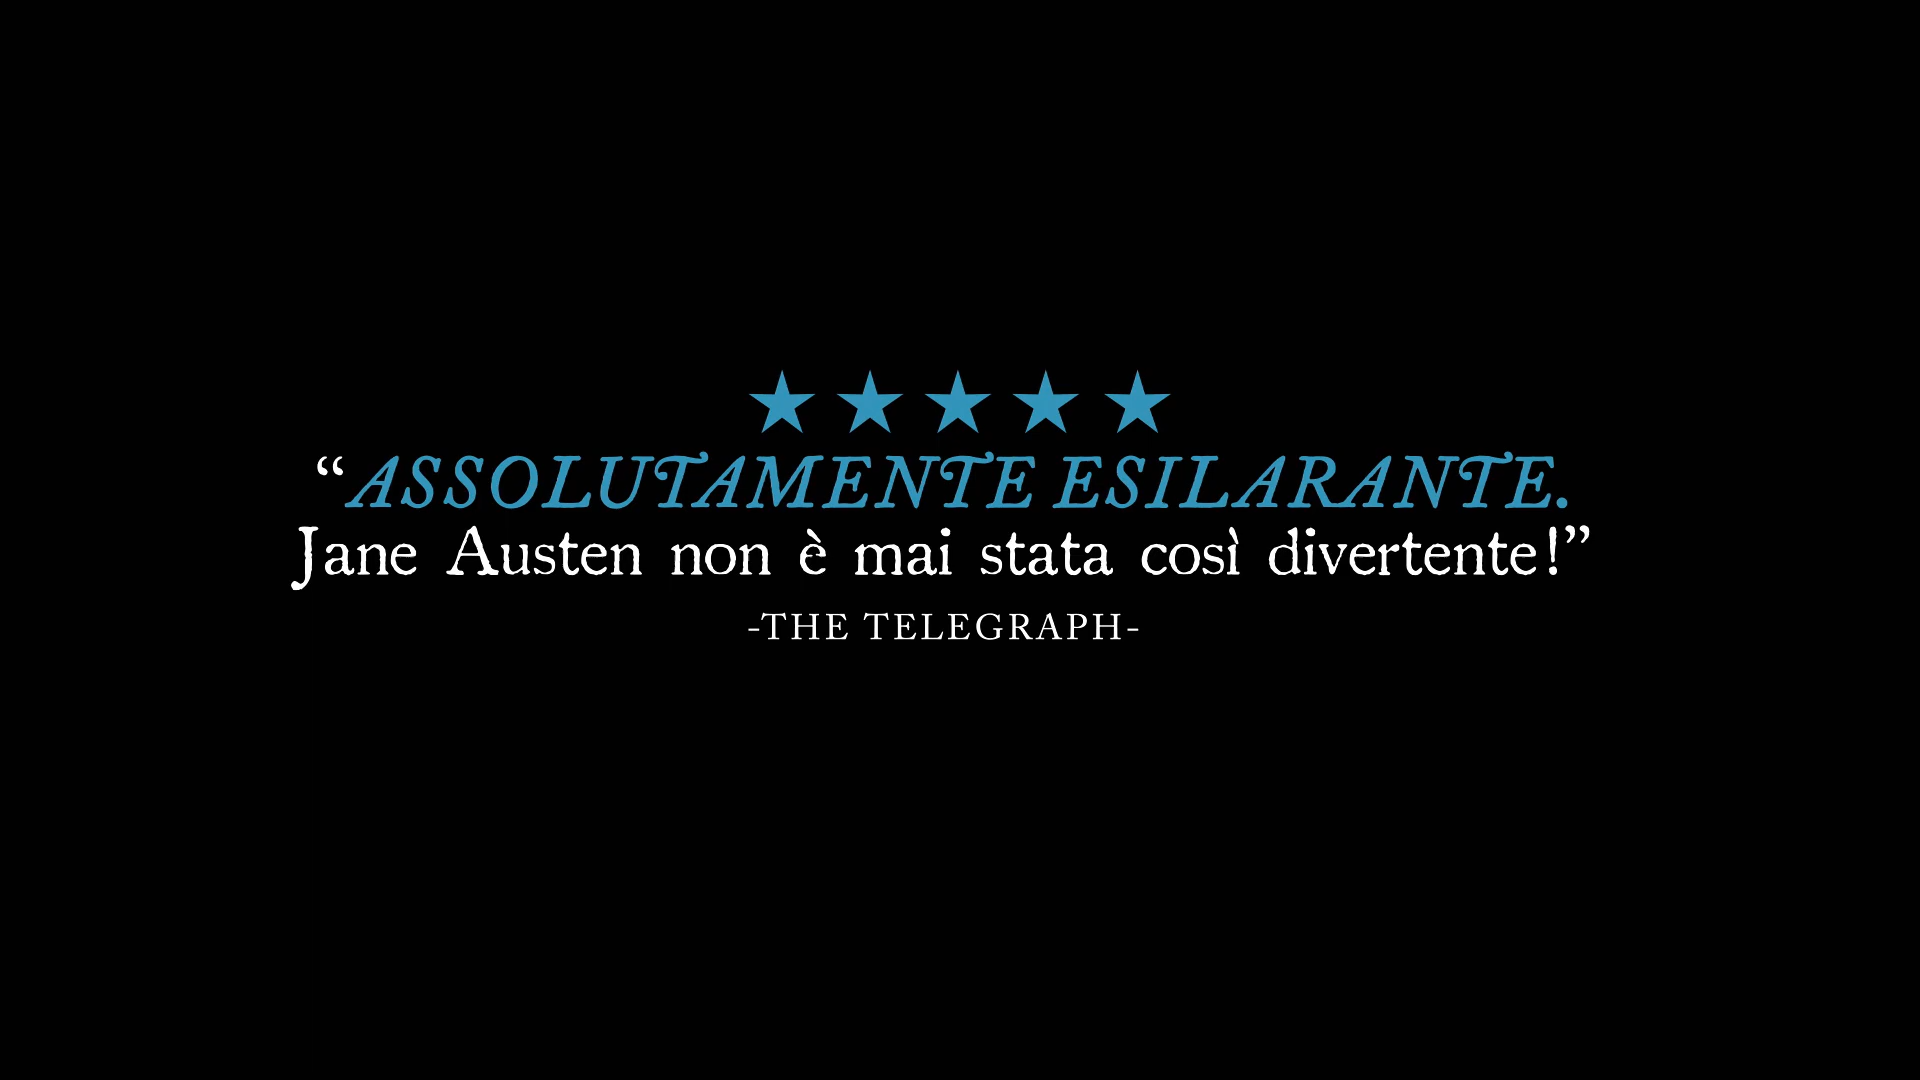 “ASSOLUTAMENTE ESILARANTE.
Jane Austen non è mai stata così divertente!”
-THE TELEGRAPH-